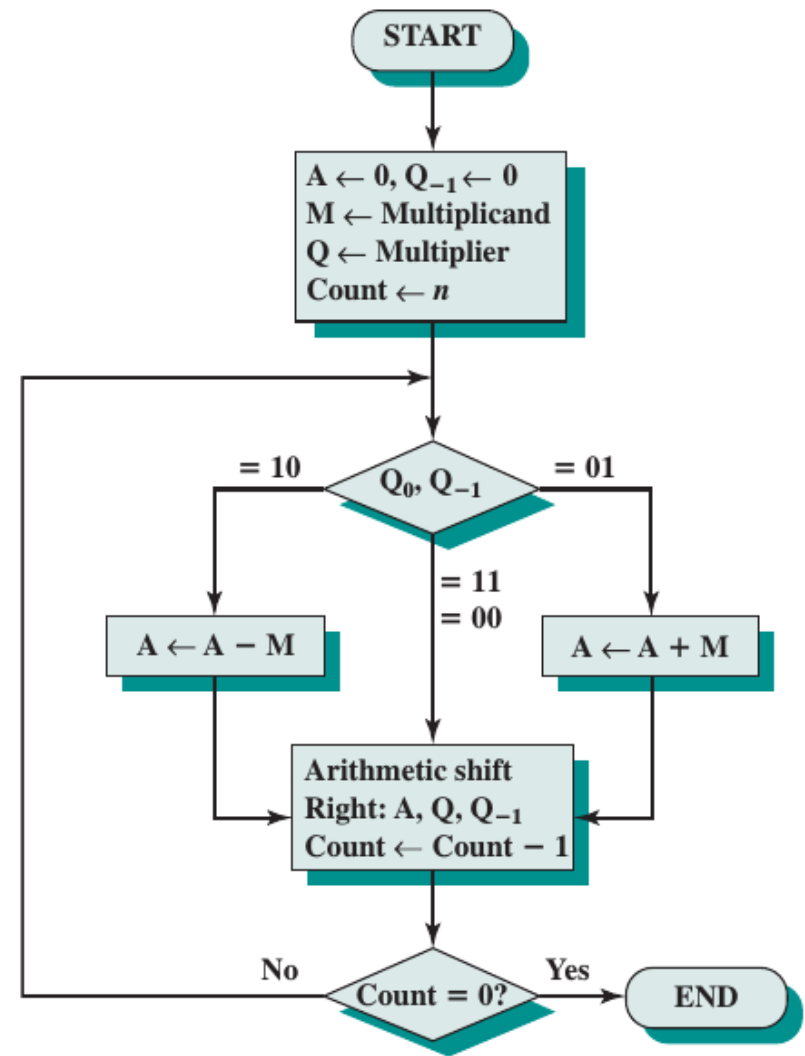 START
A ← 0, Q₋₁ ← 0
M ← Multiplicand
Q ← Multiplier
Count ← n
= 10
Q₀, Q₋₁
= 01
= 11
= 00
A ← A − M
A ← A + M
Arithmetic shift
Right: A, Q, Q₋₁
Count ← Count − 1
No
Count = 0?
Yes
END